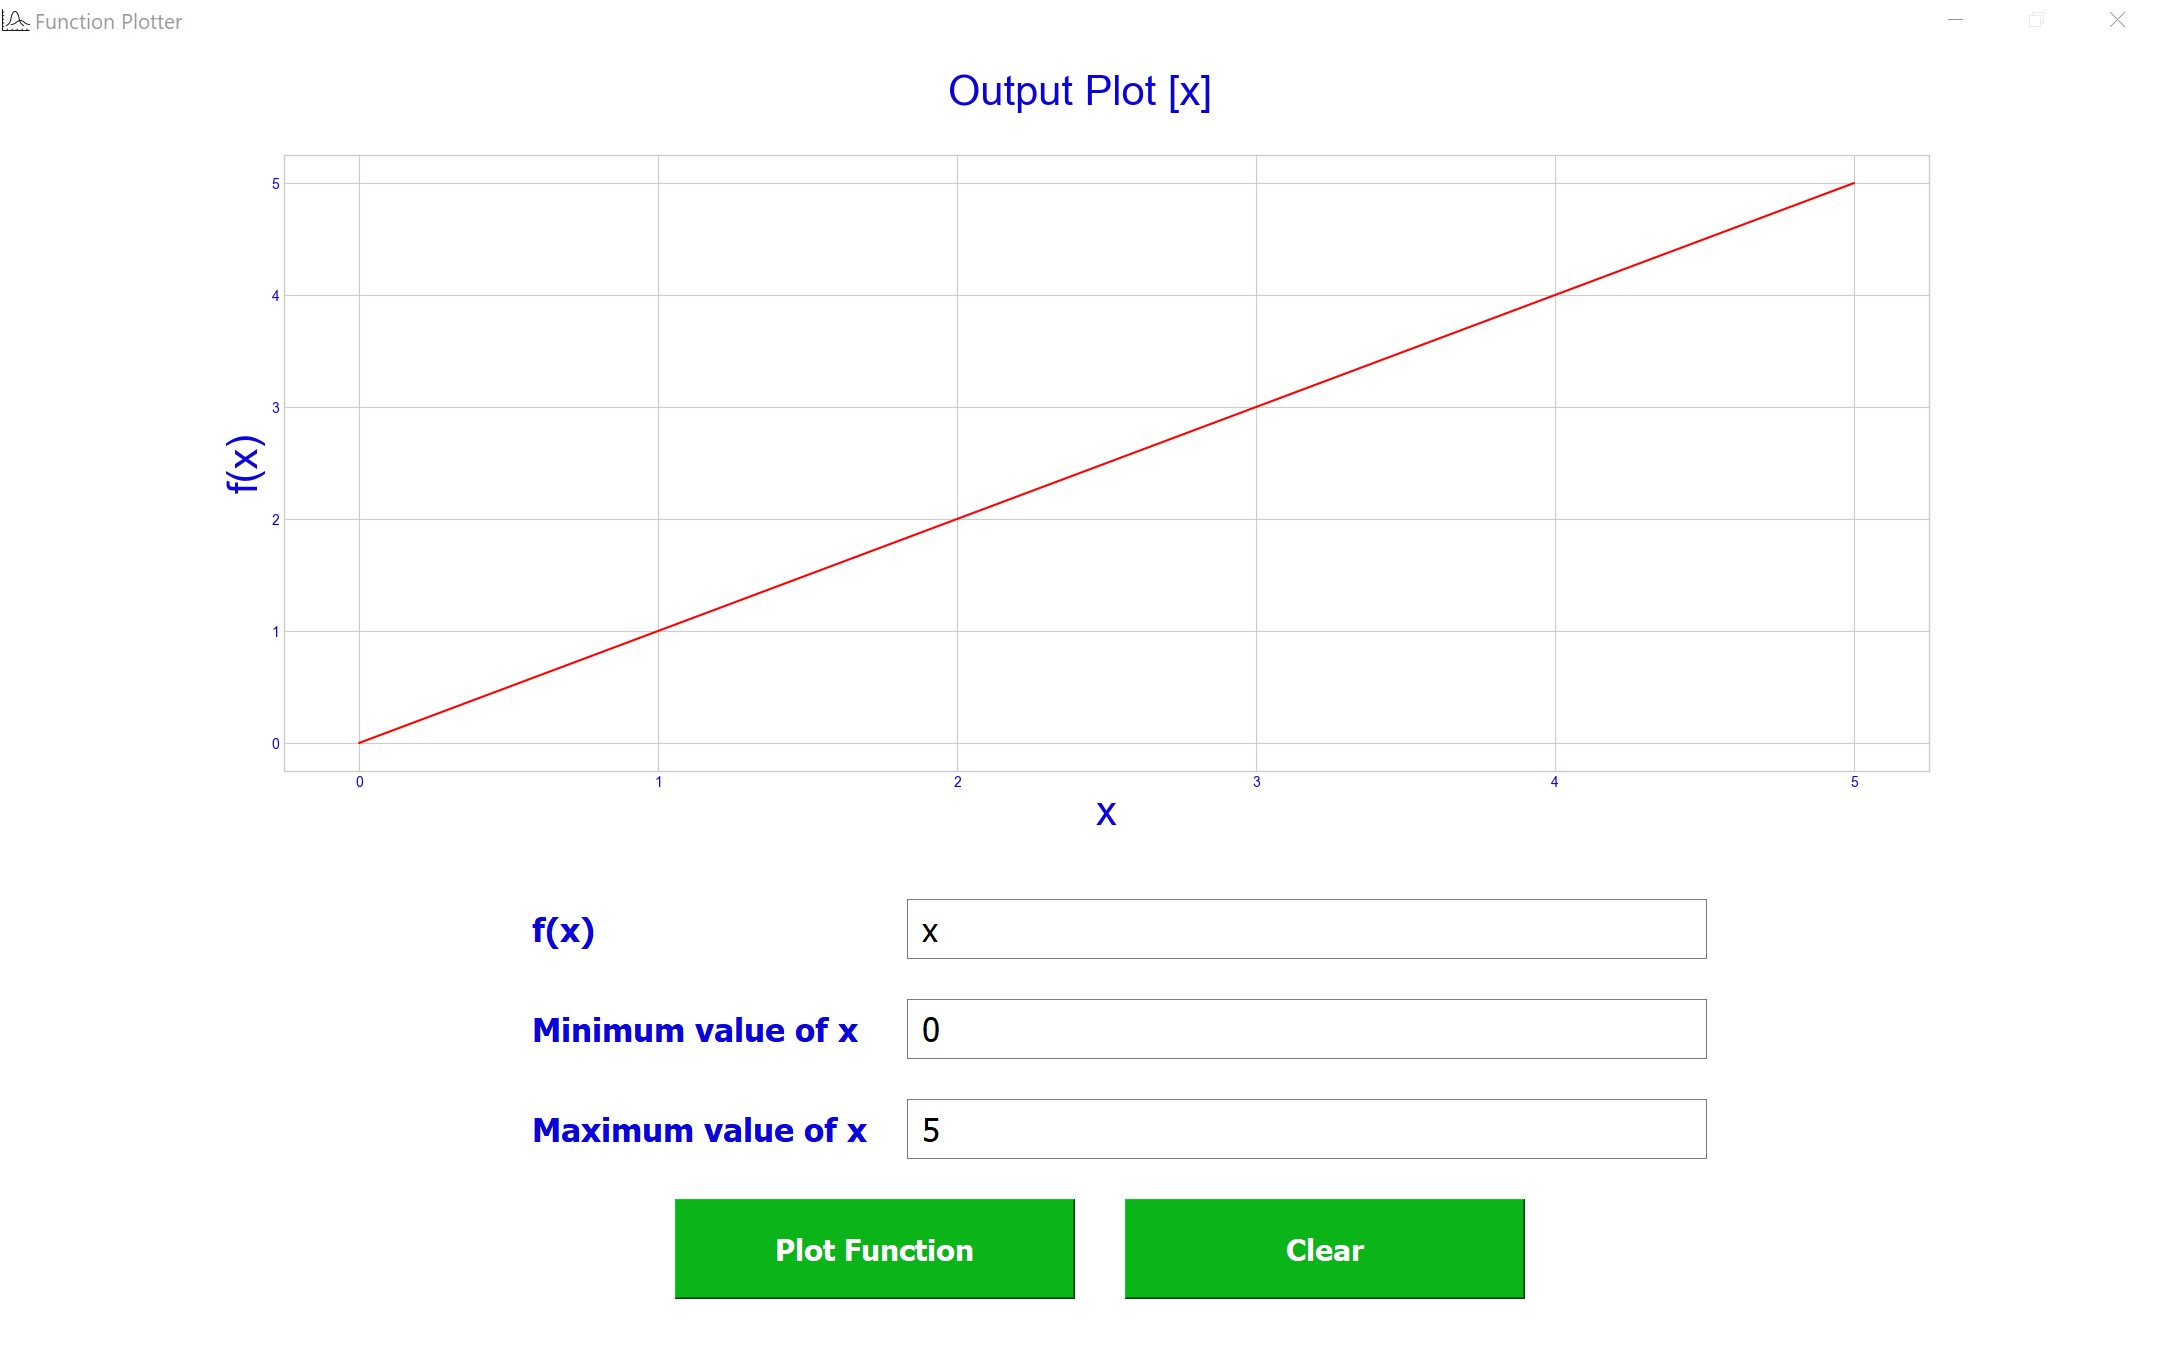 Function Plotter
Output Plot [x]
5
4
3
2
1
0
f(x)
0 1 2 3 4 5
x
f(x) x
Minimum value of x 0
Maximum value of x 5
Plot Function Clear